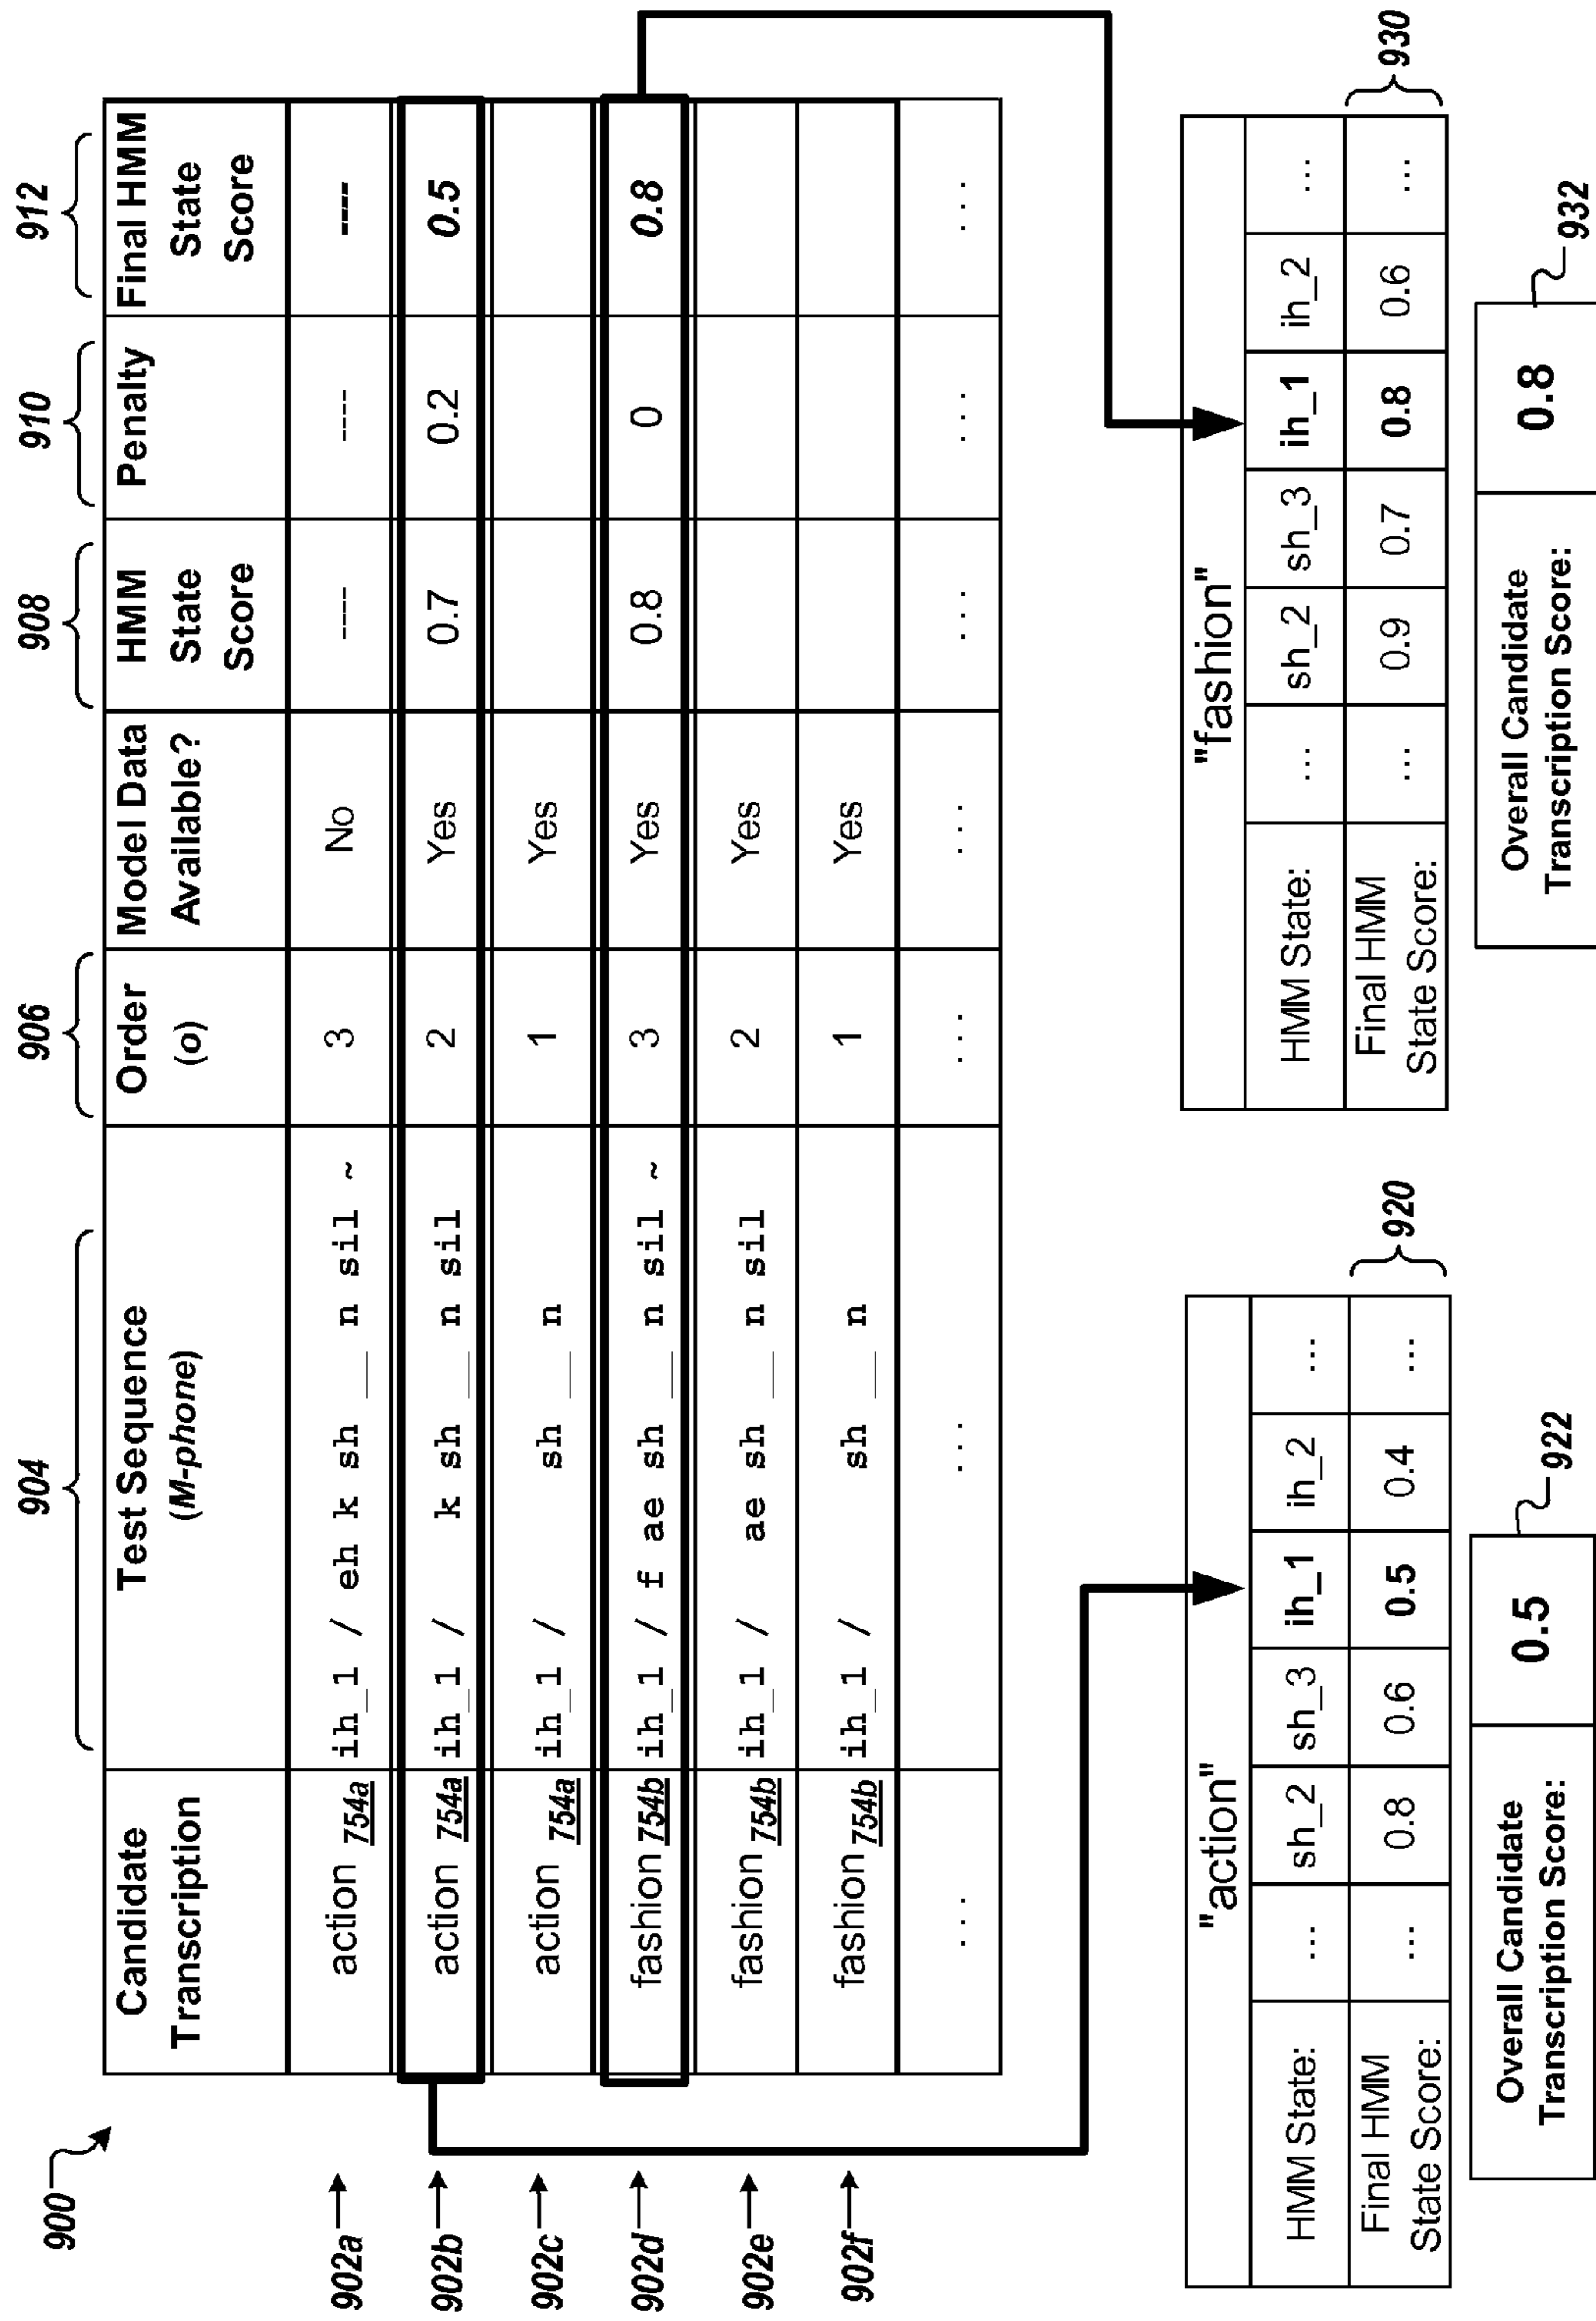 900
904 906 908 910 912
Candidate Transcription | Test Sequence (M-phone) | Order (o) | Model Data Available? | HMM State Score | Penalty | Final HMM State Score
902a action 754a | ih_1 / eh k sh __ n sil ~ | 3 | No | ---- | ---- | ----
902b action 754a | ih_1 / k sh __ n sil | 2 | Yes | 0.7 | 0.2 | 0.5
902c action 754a | ih_1 / sh __ n | 1 | Yes
902d fashion 754b | ih_1 / f ae sh __ n sil ~ | 3 | Yes | 0.8 | 0 | 0.8
902e fashion 754b | ih_1 / ae sh __ n sil | 2 | Yes
902f fashion 754b | ih_1 / sh __ n | 1 | Yes
... | ... | ... | ... | ... | ... | ...
"action"
HMM State: | ... | sh_2 | sh_3 | ih_1 | ih_2 | ...
Final HMM State Score: | ... | 0.8 | 0.6 | 0.5 | 0.4 | ...
920
Overall Candidate Transcription Score: | 0.5
922
"fashion"
HMM State: | ... | sh_2 | sh_3 | ih_1 | ih_2 | ...
Final HMM State Score: | ... | 0.9 | 0.7 | 0.8 | 0.6 | ...
930
Overall Candidate Transcription Score: | 0.8
932